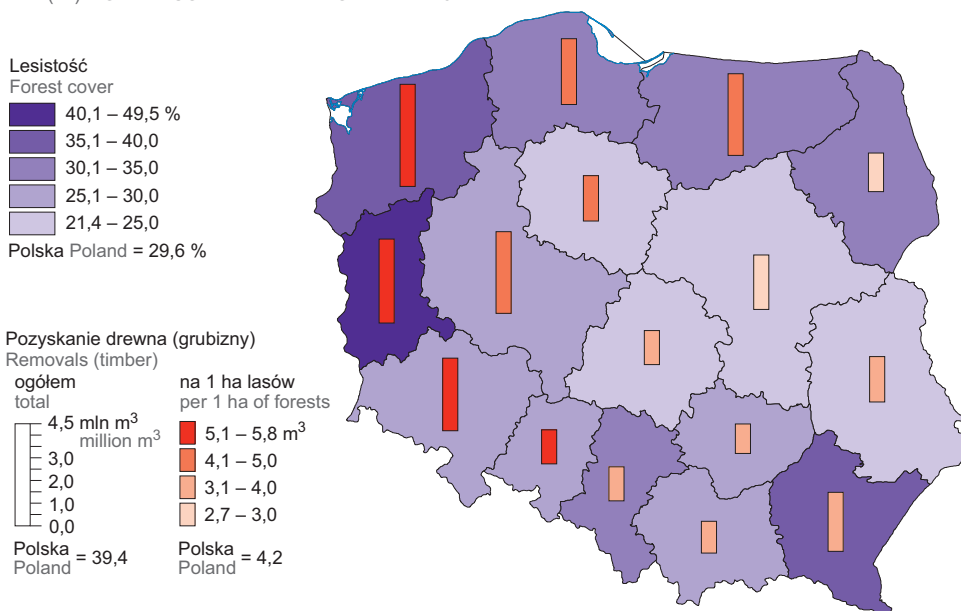 Lesistość
Forest cover
40,1 – 49,5 %
35,1 – 40,0
30,1 – 35,0
25,1 – 30,0
21,4 – 25,0
Polska Poland = 29,6 %
Pozyskanie drewna (grubizny)
Removals (timber)
ogółem
total
4,5 mln m³
million m³
3,0
2,0
1,0
0,0
Polska
Poland = 39,4
na 1 ha lasów
per 1 ha of forests
5,1 – 5,8 m³
4,1 – 5,0
3,1 – 4,0
2,7 – 3,0
Polska
Poland = 4,2